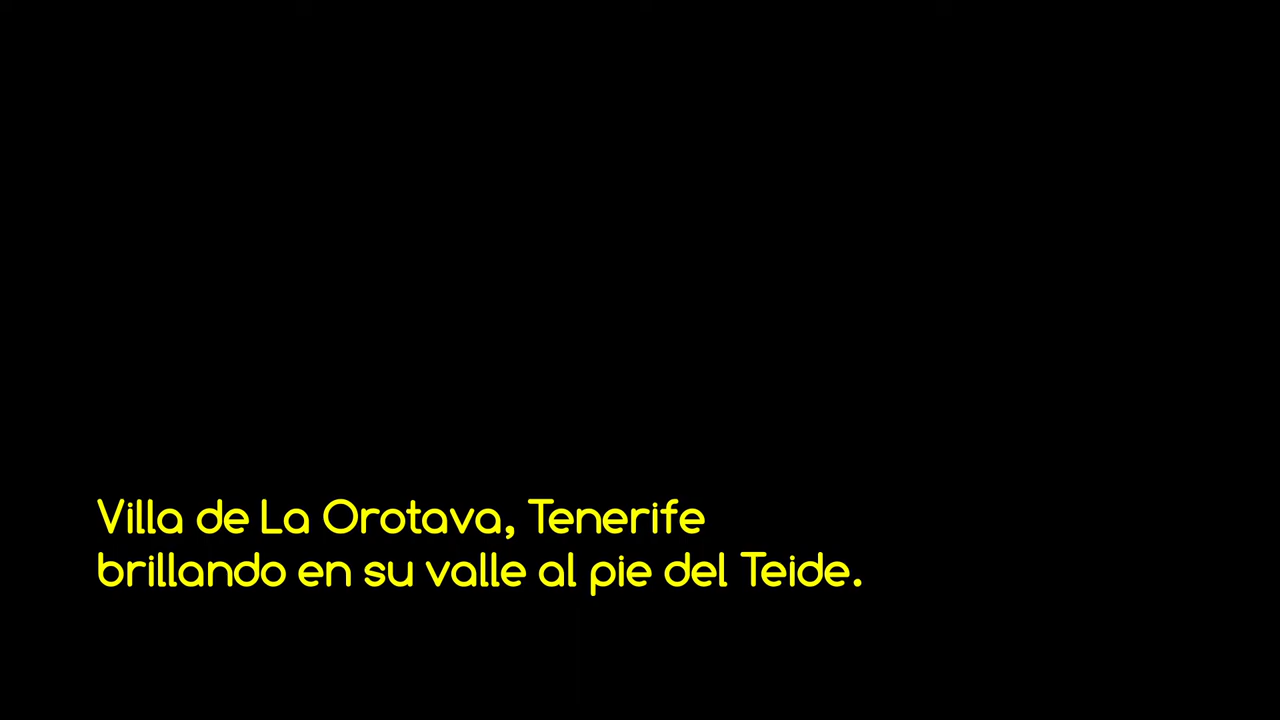 Villa de La Orotava, Tenerife
brillando en su valle al pie del Teide.